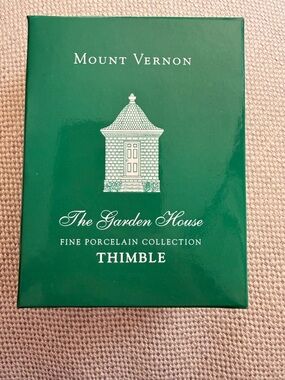 MOUNT VERNON
The Garden House
FINE PORCELAIN COLLECTION
THIMBLE